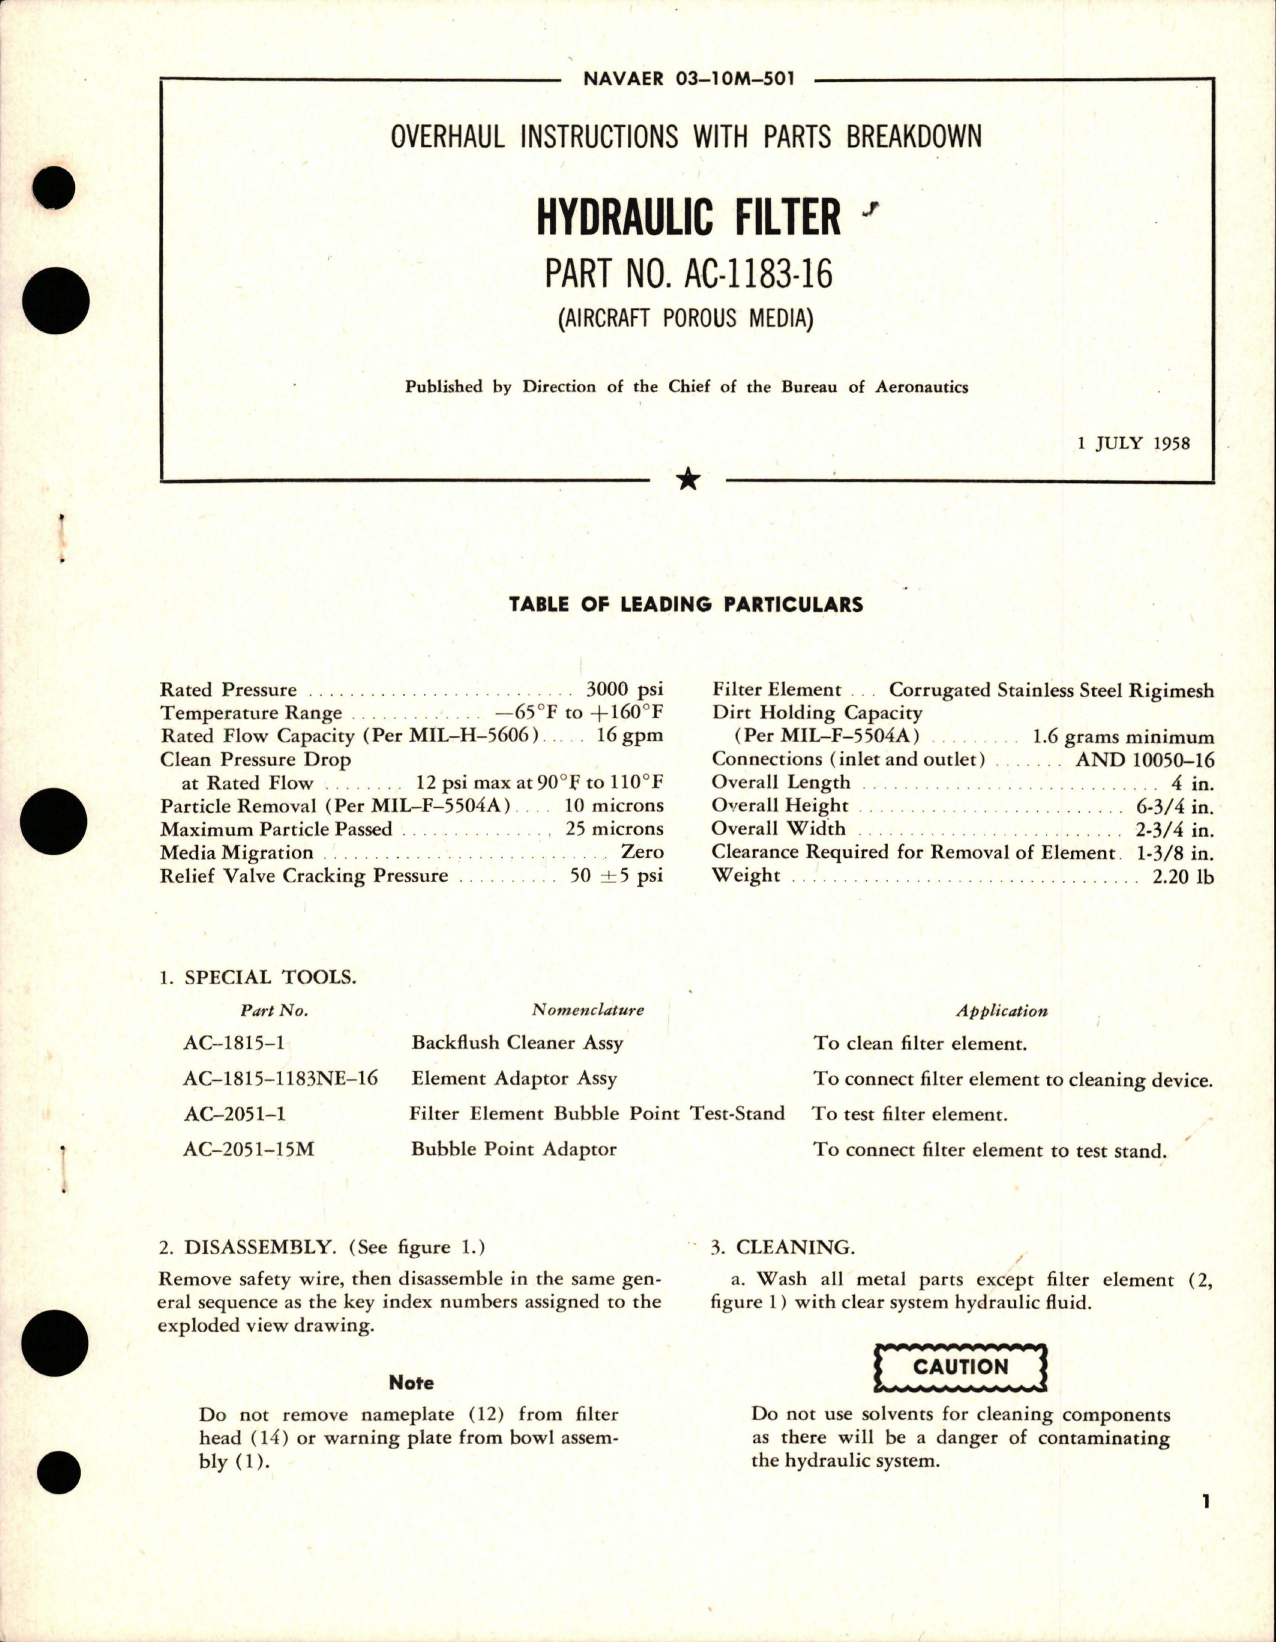 NAVAER 03-10M-501
OVERHAUL INSTRUCTIONS WITH PARTS BREAKDOWN
HYDRAULIC FILTER
PART NO. AC-1183-16
(AIRCRAFT POROUS MEDIA)
Published by Direction of the Chief of the Bureau of Aeronautics
1 JULY 1958
TABLE OF LEADING PARTICULARS
Rated Pressure . . . . . . . . . . 3000 psi
Temperature Range . . . . . . . . . . —65°F to +160°F
Rated Flow Capacity (Per MIL-H-5606) . . . . . 16 gpm
Clean Pressure Drop
at Rated Flow . . . . . . . . 12 psi max at 90°F to 110°F
Particle Removal (Per MIL-F-5504A) . . . . 10 microns
Maximum Particle Passed . . . . . . . . . . 25 microns
Media Migration . . . . . . . . . . Zero
Relief Valve Cracking Pressure . . . . . . . . . . 50 ±5 psi
Filter Element . . . Corrugated Stainless Steel Rigimesh
Dirt Holding Capacity
(Per MIL-F-5504A) . . . . . . . . . 1.6 grams minimum
Connections (inlet and outlet) . . . . . . . AND 10050-16
Overall Length . . . . . . . . . . 4 in.
Overall Height . . . . . . . . . . 6-3/4 in.
Overall Width . . . . . . . . . . 2-3/4 in.
Clearance Required for Removal of Element . 1-3/8 in.
Weight . . . . . . . . . . 2.20 lb
1. SPECIAL TOOLS.
Part No. Nomenclature Application
AC-1815-1 Backflush Cleaner Assy To clean filter element.
AC-1815-1183NE-16 Element Adaptor Assy To connect filter element to cleaning device.
AC-2051-1 Filter Element Bubble Point Test-Stand To test filter element.
AC-2051-15M Bubble Point Adaptor To connect filter element to test stand.
2. DISASSEMBLY. (See figure 1.)
Remove safety wire, then disassemble in the same gen-
eral sequence as the key index numbers assigned to the
exploded view drawing.
Note
Do not remove nameplate (12) from filter
head (14) or warning plate from bowl assem-
bly (1).
3. CLEANING.
a. Wash all metal parts except filter element (2,
figure 1) with clear system hydraulic fluid.
CAUTION
Do not use solvents for cleaning components
as there will be a danger of contaminating
the hydraulic system.
1